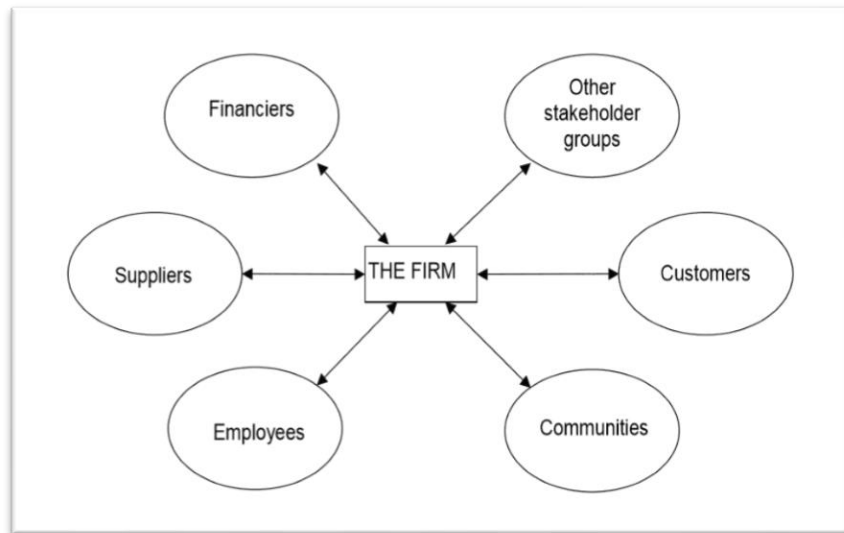 Financiers
Other
stakeholder
groups
Suppliers
THE FIRM
Customers
Employees
Communities